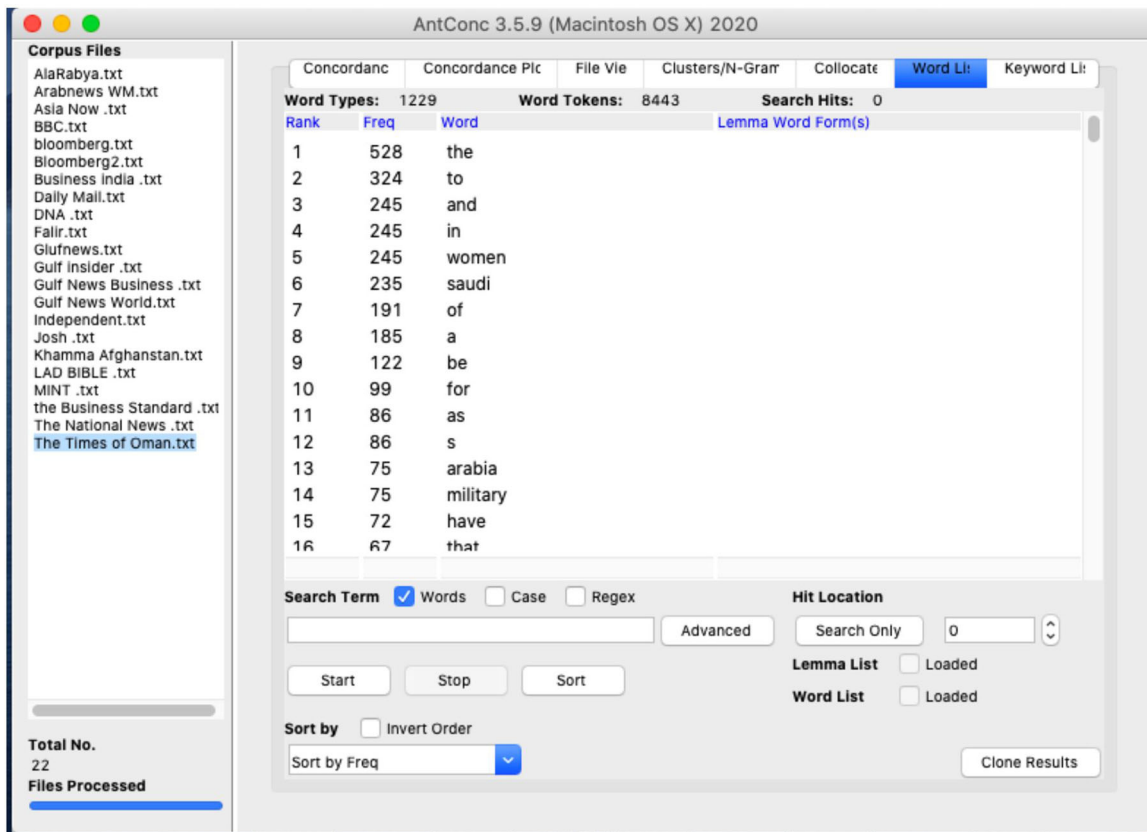 AntConc 3.5.9 (Macintosh OS X) 2020
Corpus Files
AlaRabya.txt
Arabnews WM.txt
Asia Now .txt
BBC.txt
bloomberg.txt
Bloomberg2.txt
Business india .txt
Daily Mail.txt
DNA .txt
Falir.txt
Glufnews.txt
Gulf insider .txt
Gulf News Business .txt
Gulf News World.txt
Independent.txt
Josh .txt
Khamma Afghanstan.txt
LAD BIBLE .txt
MINT .txt
the Business Standard .txt
The National News .txt
The Times of Oman.txt
Total No.
22
Files Processed
Concordanc Concordance Plc File Vie Clusters/N-Gram Collocate Word Li: Keyword Li:
Word Types: 1229 Word Tokens: 8443 Search Hits: 0
Rank Freq Word Lemma Word Form(s)
1 528 the
2 324 to
3 245 and
4 245 in
5 245 women
6 235 saudi
7 191 of
8 185 a
9 122 be
10 99 for
11 86 as
12 86 s
13 75 arabia
14 75 military
15 72 have
16 67 that
Search Term Words Case Regex Hit Location
Advanced Search Only 0
Lemma List Loaded
Start Stop Sort
Word List Loaded
Sort by Invert Order
Sort by Freq
Clone Results